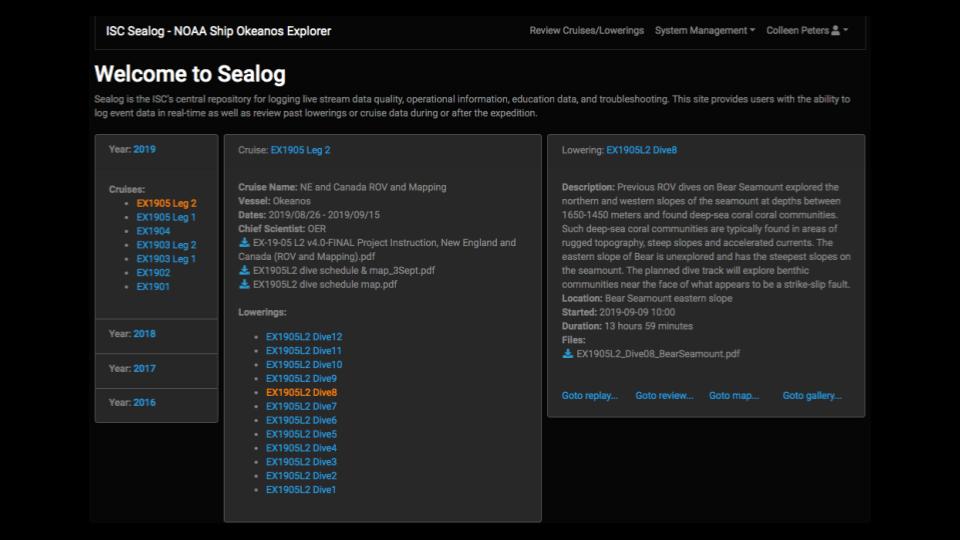 ISC Sealog - NOAA Ship Okeanos Explorer
Review Cruises/Lowerings System Management Colleen Peters
Welcome to Sealog
Sealog is the ISC's central repository for logging live stream data quality, operational information, education data, and troubleshooting. This site provides users with the ability to
log event data in real-time as well as review past lowerings or cruise data during or after the expedition.
Year: 2019
Cruises:
EX1905 Leg 2
EX1905 Leg 1
EX1904
EX1903 Leg 2
EX1903 Leg 1
EX1902
EX1901
Year: 2018
Year: 2017
Year: 2016
Cruise: EX1905 Leg 2
Cruise Name: NE and Canada ROV and Mapping
Vessel: Okeanos
Dates: 2019/08/26 - 2019/09/15
Chief Scientist: OER
EX-19-05 L2 v4.0-FINAL Project Instruction, New England and
Canada (ROV and Mapping).pdf
EX1905L2 dive schedule & map_3Sept.pdf
EX1905L2 dive schedule map.pdf
Lowerings:
EX1905L2 Dive12
EX1905L2 Dive11
EX1905L2 Dive10
EX1905L2 Dive9
EX1905L2 Dive8
EX1905L2 Dive7
EX1905L2 Dive6
EX1905L2 Dive5
EX1905L2 Dive4
EX1905L2 Dive3
EX1905L2 Dive2
EX1905L2 Dive1
Lowering: EX1905L2 Dive8
Description: Previous ROV dives on Bear Seamount explored the
northern and western slopes of the seamount at depths between
1650-1450 meters and found deep-sea coral coral communities.
Such deep-sea coral communities are typically found in areas of
rugged topography, steep slopes and accelerated currents. The
eastern slope of Bear is unexplored and has the steepest slopes on
the seamount. The planned dive track will explore benthic
communities near the face of what appears to be a strike-slip fault.
Location: Bear Seamount eastern slope
Started: 2019-09-09 10:00
Duration: 13 hours 59 minutes
Files:
EX1905L2_Dive08_BearSeamount.pdf
Goto replay... Goto review... Goto map... Goto gallery...